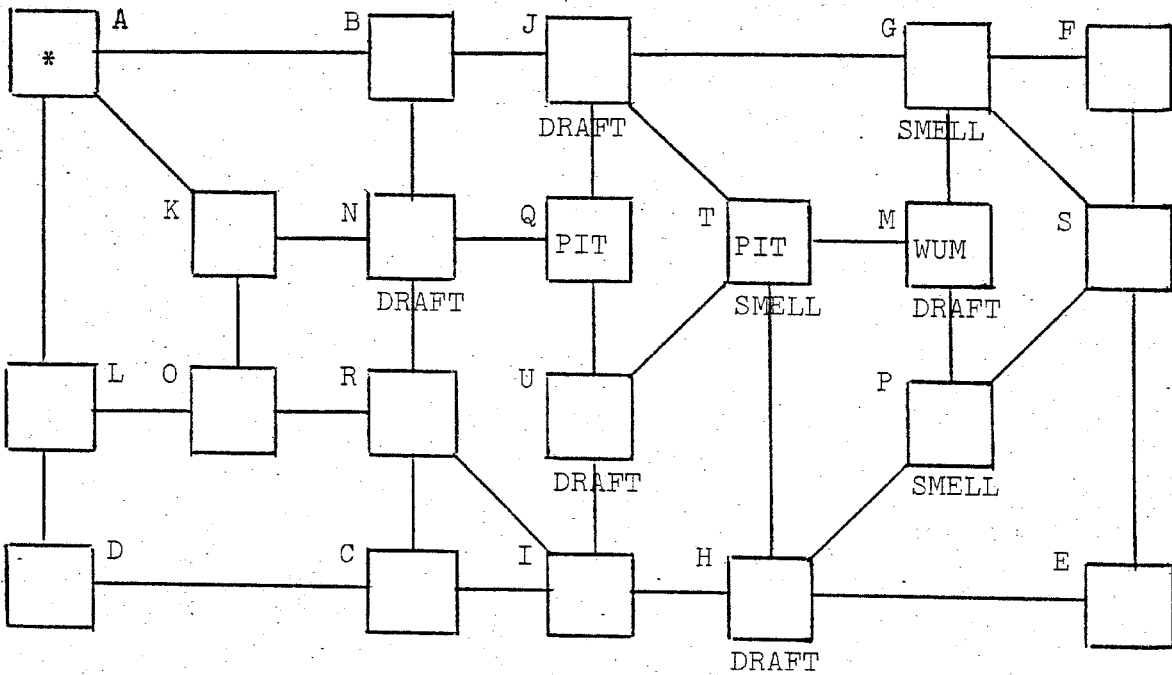 A B J G F
*
DRAFT SMELL
K N Q T M S
PIT PIT WUM
DRAFT SMELL DRAFT
L O R U P
DRAFT SMELL
D C I H E
DRAFT